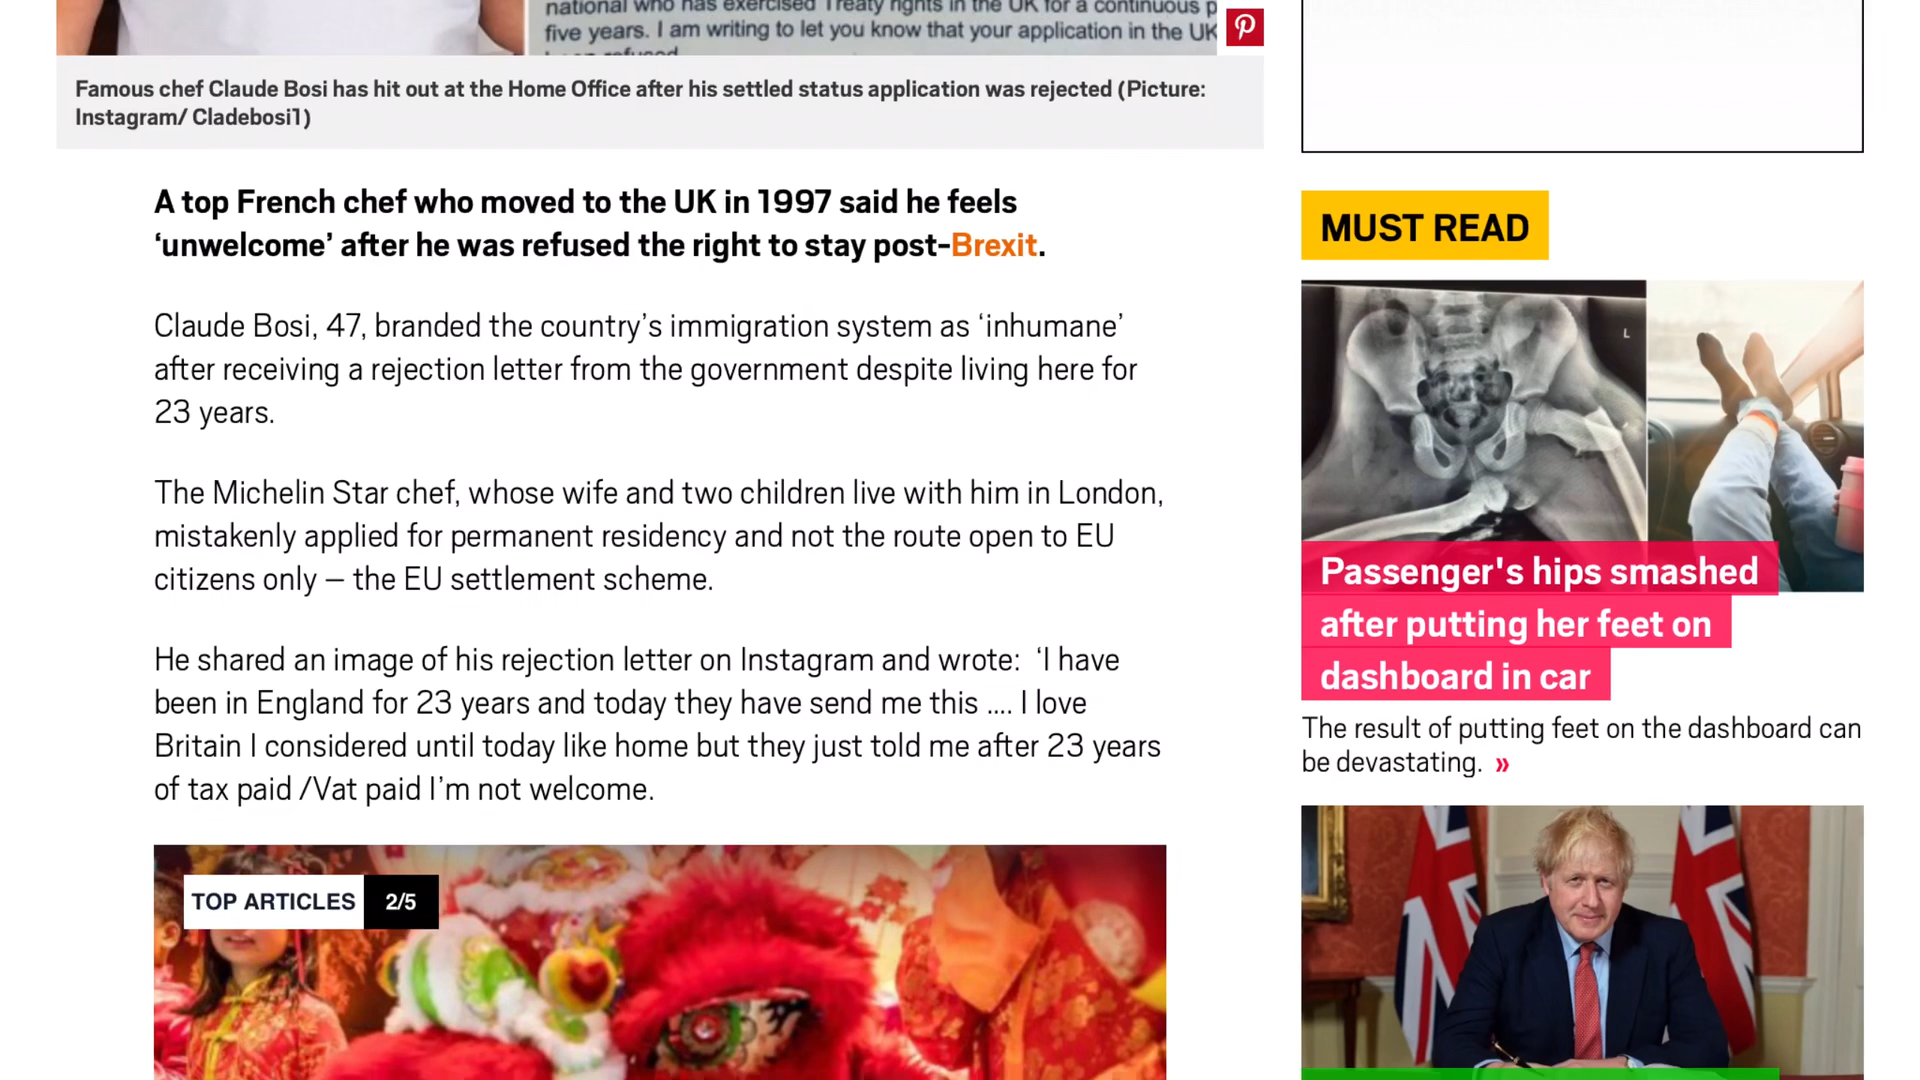 national who has exercised Treaty rights in the UK for a continuous p
five years. I am writing to let you know that your application in the UK
Famous chef Claude Bosi has hit out at the Home Office after his settled status application was rejected (Picture:
Instagram/ Cladebosi1)
A top French chef who moved to the UK in 1997 said he feels
‘unwelcome’ after he was refused the right to stay post-Brexit.
Claude Bosi, 47, branded the country’s immigration system as ‘inhumane’
after receiving a rejection letter from the government despite living here for
23 years.
The Michelin Star chef, whose wife and two children live with him in London,
mistakenly applied for permanent residency and not the route open to EU
citizens only – the EU settlement scheme.
He shared an image of his rejection letter on Instagram and wrote:  ‘I have
been in England for 23 years and today they have send me this .... I love
Britain I considered until today like home but they just told me after 23 years
of tax paid /Vat paid I’m not welcome.
TOP ARTICLES 2/5
MUST READ
L
Passenger's hips smashed
after putting her feet on
dashboard in car
The result of putting feet on the dashboard can
be devastating. »